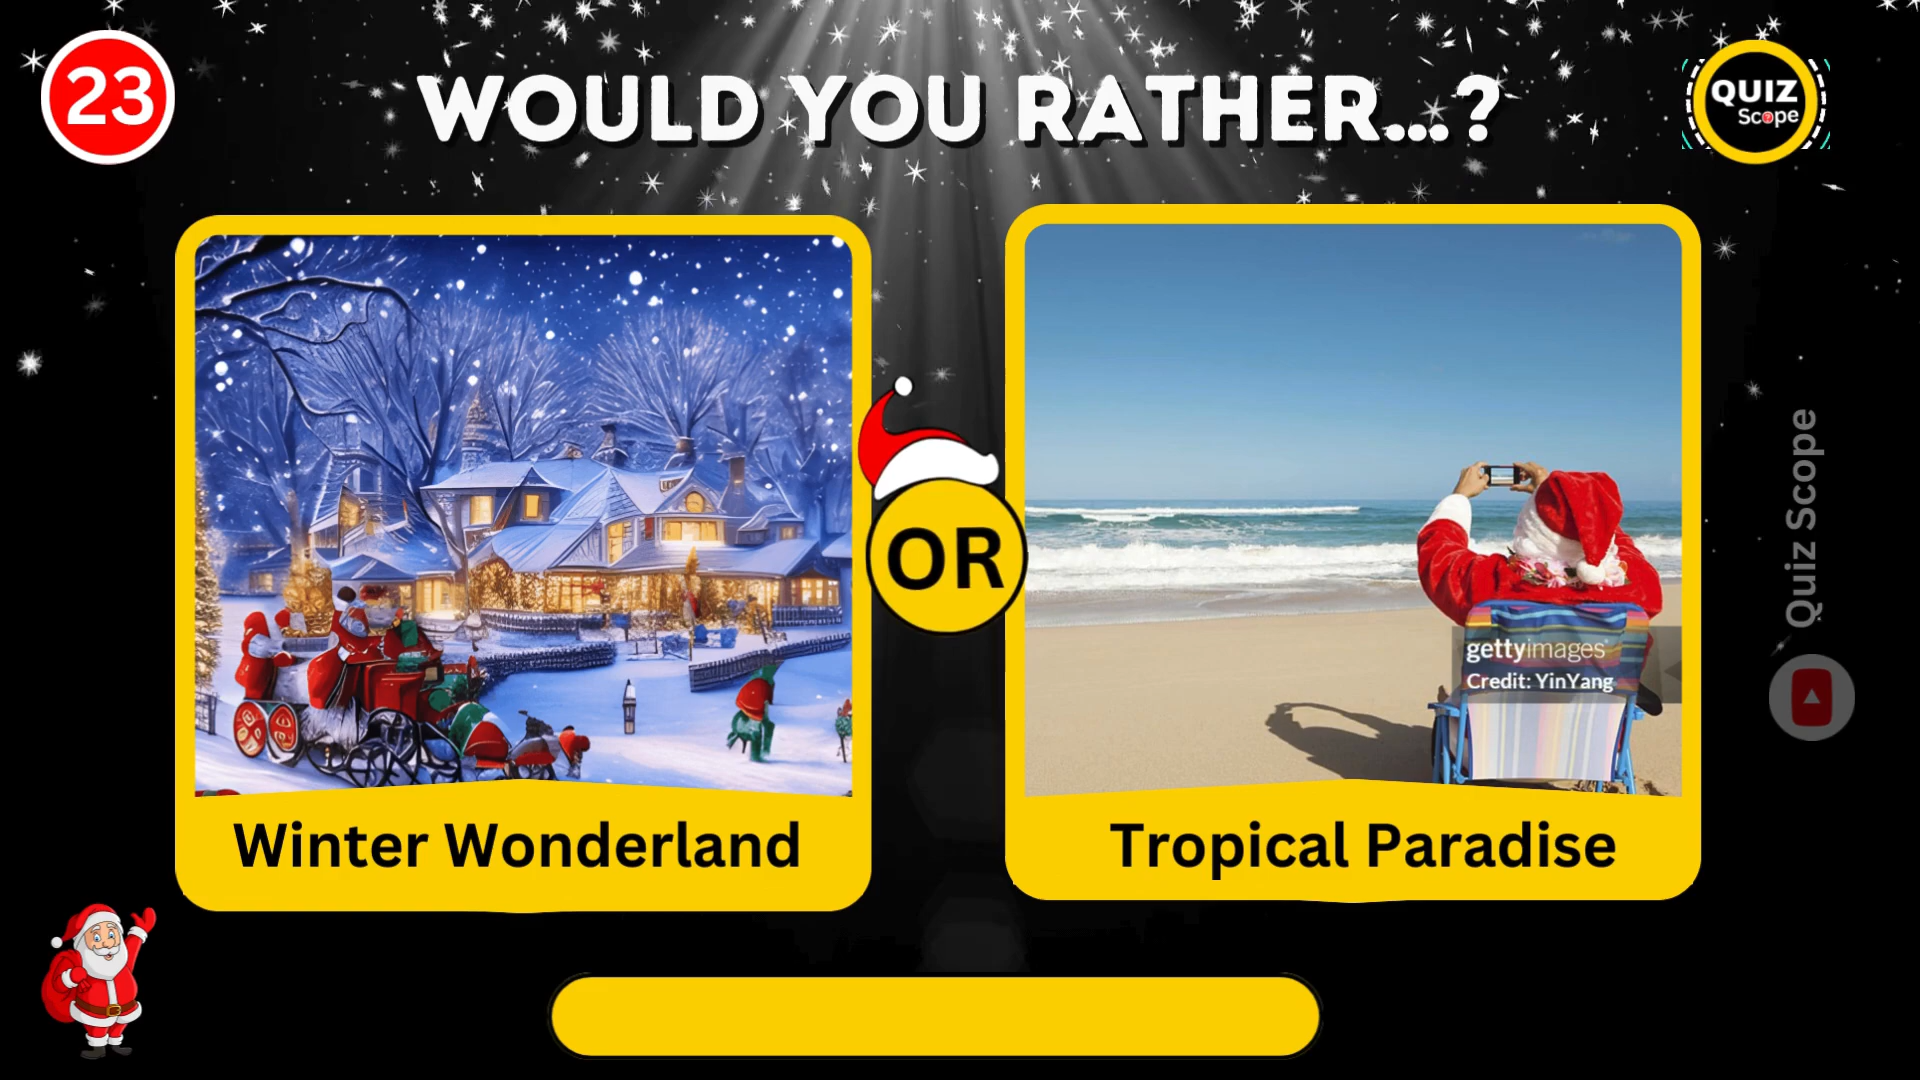 23
WOULD YOU RATHER...?
QUIZ
Scope
OR
gettyimages
Credit: YinYang
Quiz Scope
Winter Wonderland
Tropical Paradise